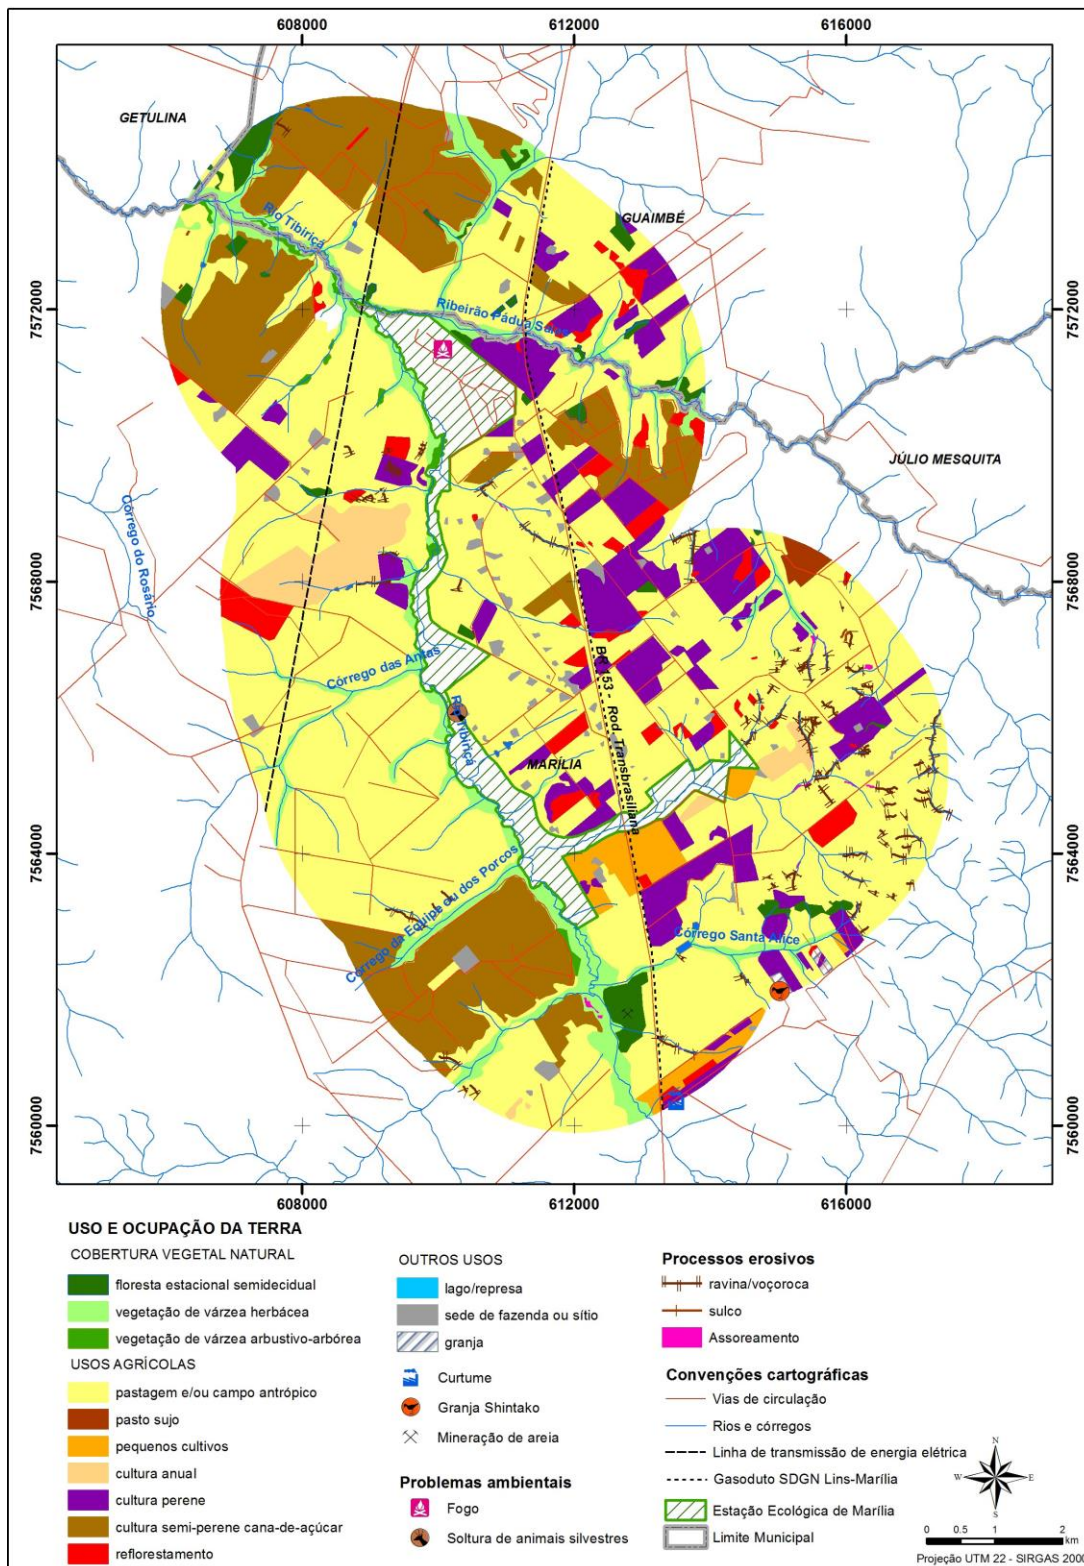 608000
612000
616000
GETULINA
GUAIMBÉ
Rio Tibiriçá
7572000
7572000
Ribeirão Pádua Sales
JÚLIO MESQUITA
Córrego do Rosário
7568000
7568000
Córrego das Antas
Rio Tibiriçá
BR 153 - Rod. Transbrasiliana
MARÍLIA
7564000
7564000
Córrego da Equipe ou dos Porcos
Córrego Santa Alice
7560000
7560000
608000
612000
616000
USO E OCUPAÇÃO DA TERRA
COBERTURA VEGETAL NATURAL
floresta estacional semidecidual
vegetação de várzea herbácea
vegetação de várzea arbustivo-arbórea
USOS AGRÍCOLAS
pastagem e/ou campo antrópico
pasto sujo
pequenos cultivos
cultura anual
cultura perene
cultura semi-perene cana-de-açúcar
reflorestamento
OUTROS USOS
lago/represa
sede de fazenda ou sítio
granja
Curtume
Granja Shintako
Mineração de areia
Problemas ambientais
Fogo
Soltura de animais silvestres
Processos erosivos
ravina/voçoroca
sulco
Assoreamento
Convenções cartográficas
Vias de circulação
Rios e córregos
Linha de transmissão de energia elétrica
Gasoduto SDGN Lins-Marília
Estação Ecológica de Marília
Limite Municipal
N
W
E
S
0 0.5 1 2
km
Projeção UTM 22 - SIRGAS 200